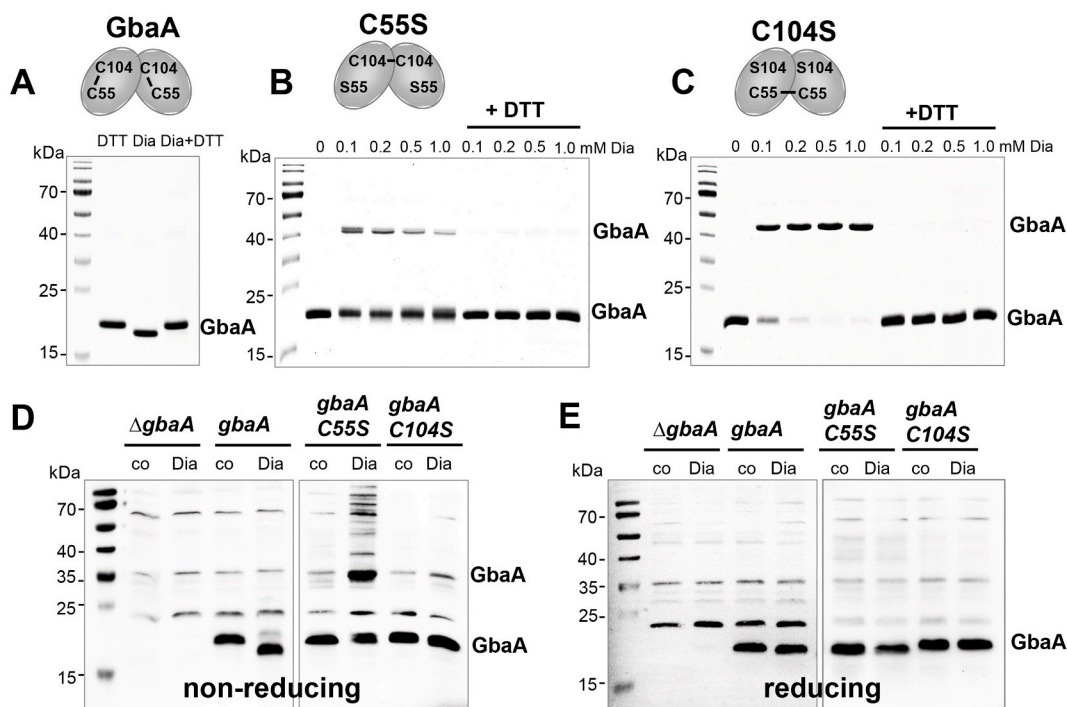 GbaA
C55S
C104S
A
C104 C104
C55 C55
B
C104 C104
S55 S55
C
S104 S104
C55 C55
DTT Dia Dia+DTT
+ DTT
0 0.1 0.2 0.5 1.0 0.1 0.2 0.5 1.0 mM Dia
+DTT
0 0.1 0.2 0.5 1.0 0.1 0.2 0.5 1.0 mM Dia
kDa
70-
40-
25-
15-
GbaA
kDa
70-
40-
25-
15-
GbaA
GbaA
kDa
70-
40-
25-
15-
GbaA
GbaA
D
ΔgbaA gbaA gbaA C55S gbaA C104S
co Dia co Dia co Dia co Dia
kDa
70-
40-
35-
25-
15-
GbaA
GbaA
non-reducing
E
ΔgbaA gbaA gbaA C55S gbaA C104S
co Dia co Dia co Dia co Dia
kDa
70-
40-
35-
25-
15-
GbaA
reducing